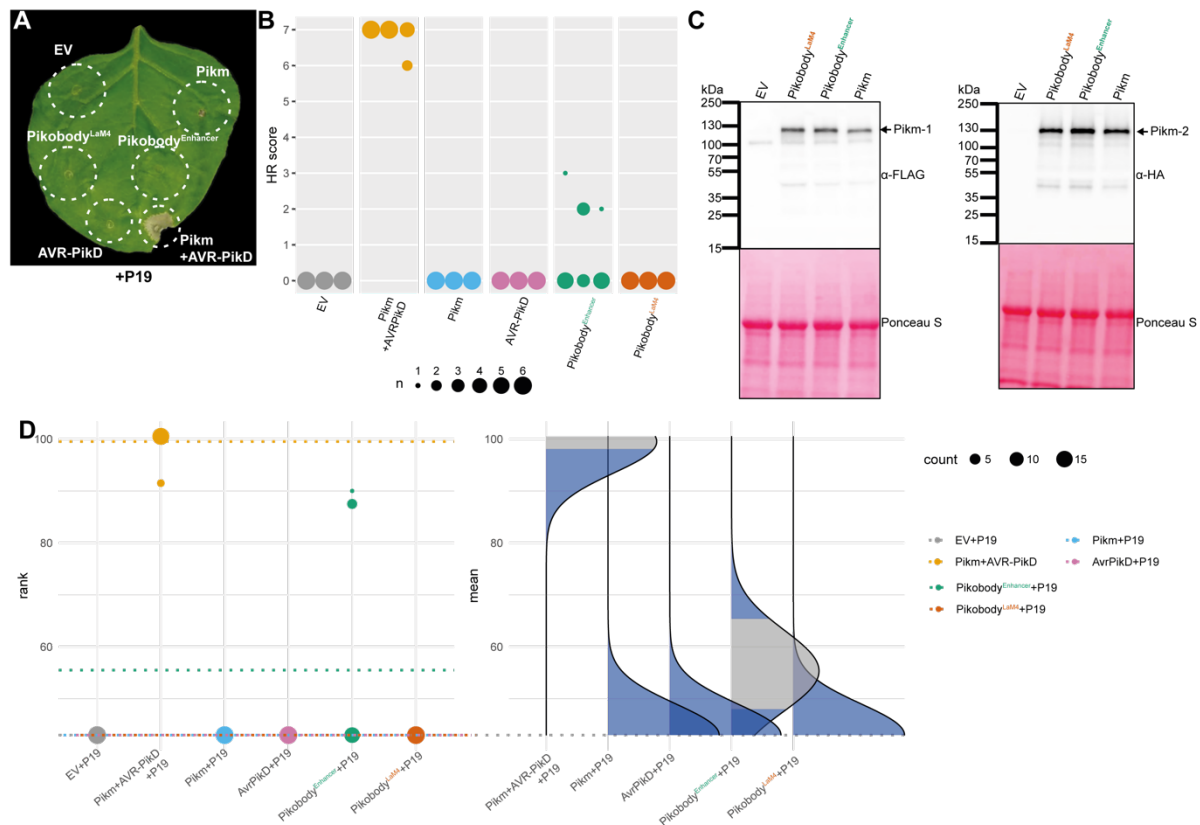 A
EV
Pikm
Pikobody^LaM4
Pikobody^Enhancer
AVR-PikD
Pikm
+AVR-PikD
+P19
B
HR score
7
6
5
4
3
2
1
0
EV
Pikm
+AVRPikD
Pikm
AVR-PikD
Pikobody^Enhancer
Pikobody^LaM4
n
1
2
3
4
5
6
C
kDa
EV
Pikobody^LaM4
Pikobody^Enhancer
Pikm
250
130
100
70
55
35
25
15
Pikm-1
α-FLAG
Ponceau S
kDa
EV
Pikobody^LaM4
Pikobody^Enhancer
Pikm
250
130
100
70
55
35
25
15
Pikm-2
α-HA
Ponceau S
D
rank
100
80
60
EV+P19
Pikm+AVR-PikD
+P19
Pikm+P19
AvrPikD+P19
Pikobody^Enhancer+P19
Pikobody^LaM4+P19
mean
100
80
60
Pikm+AVR-PikD
+P19
Pikm+P19
AvrPikD+P19
Pikobody^Enhancer+P19
Pikobody^LaM4+P19
count
5
10
15
EV+P19
Pikm+P19
Pikm+AVR-PikD
AvrPikD+P19
Pikobody^Enhancer+P19
Pikobody^LaM4+P19